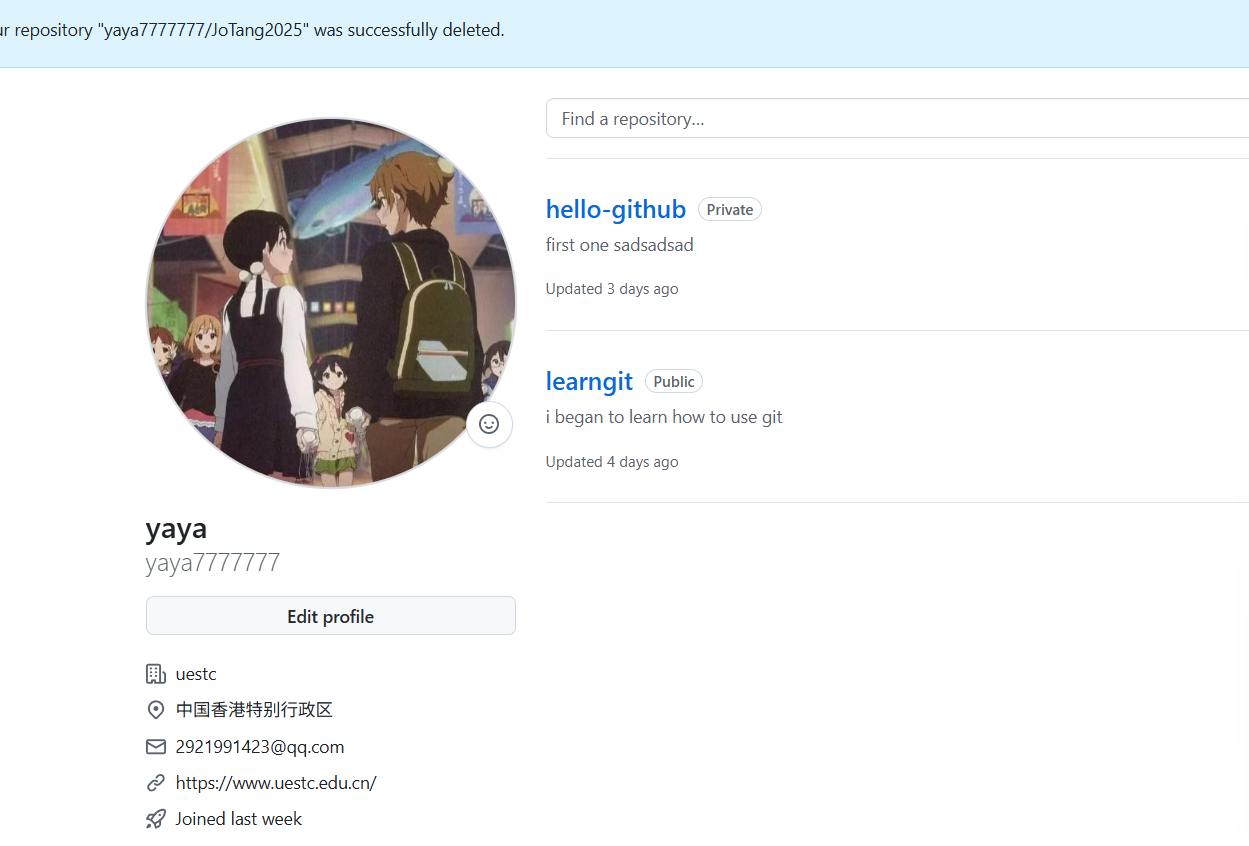 repository "yaya7777777/JoTang2025" was successfully deleted.
Find a repository...
hello-github Private
first one sadsadsad
Updated 3 days ago
learngit Public
i began to learn how to use git
Updated 4 days ago
yaya
yaya7777777
Edit profile
uestc
中国香港特别行政区
2921991423@qq.com
https://www.uestc.edu.cn/
Joined last week